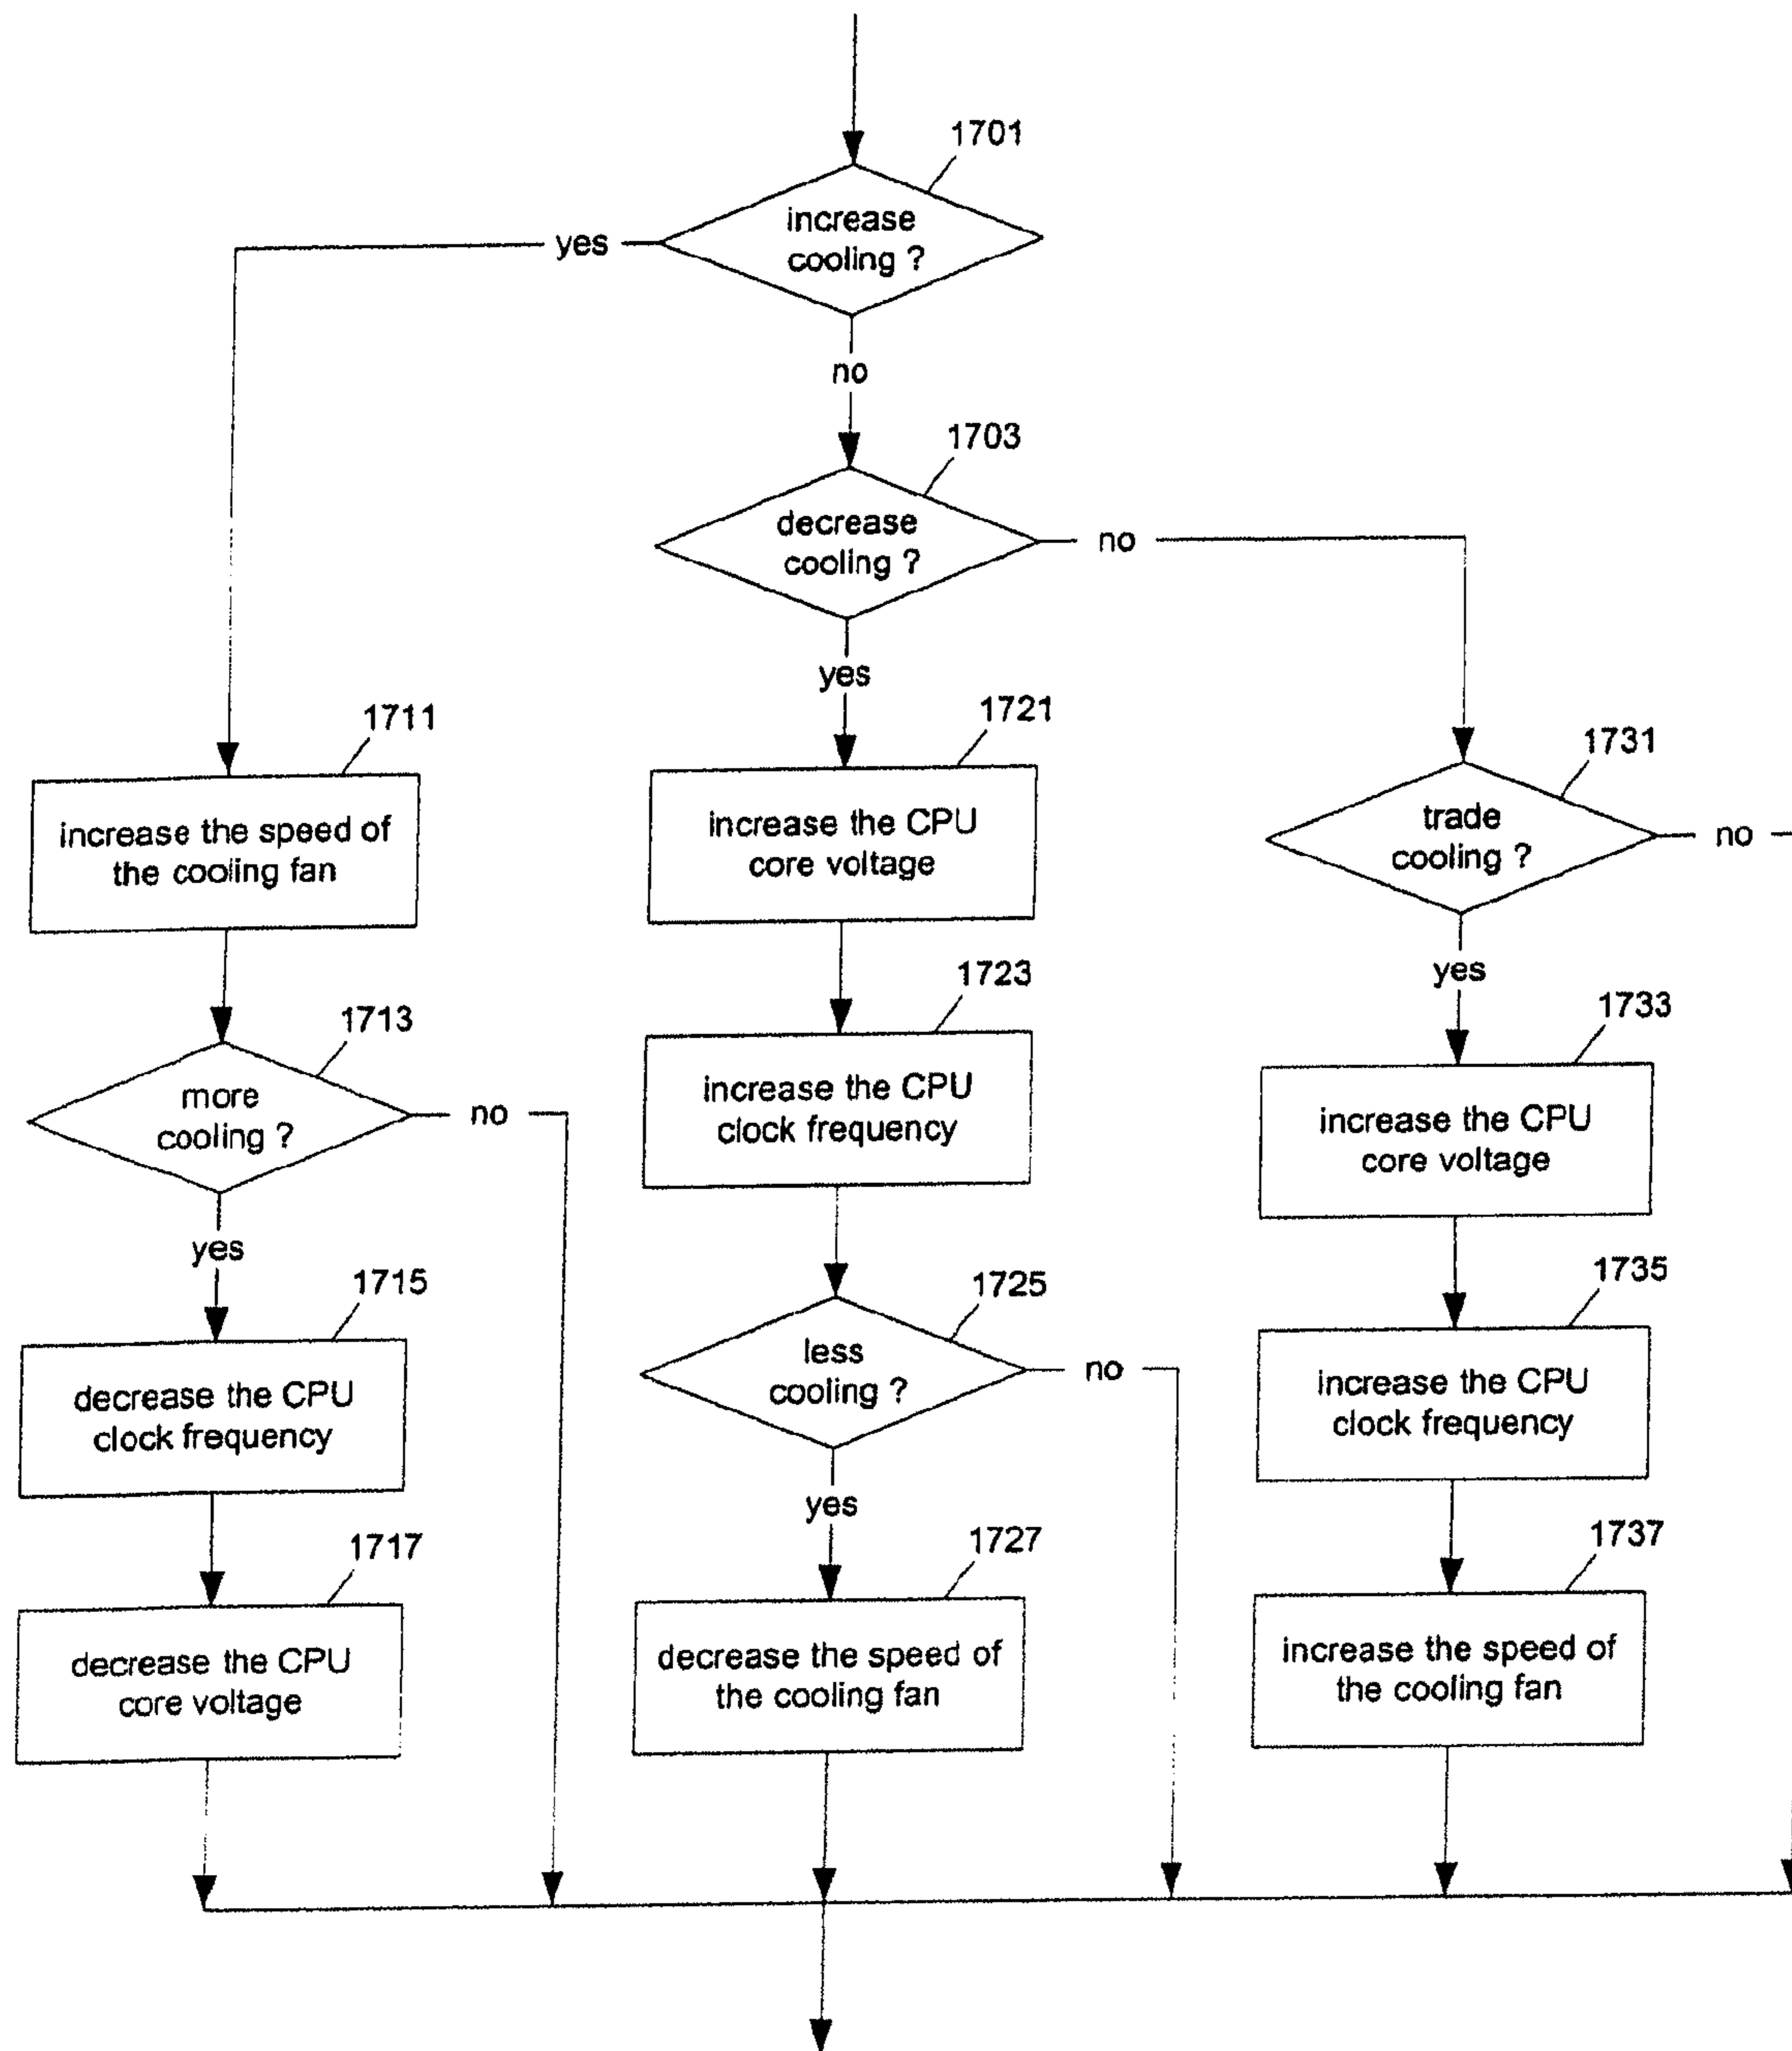 1701
increase
cooling ?
yes
no
1703
decrease
cooling ?
no
yes
1711
increase the speed of
the cooling fan
1721
increase the CPU
core voltage
1731
trade
cooling ?
no
yes
1713
more
cooling ?
no
yes
1723
increase the CPU
clock frequency
1733
increase the CPU
core voltage
1715
decrease the CPU
clock frequency
1725
less
cooling ?
no
yes
1735
increase the CPU
clock frequency
1717
decrease the CPU
core voltage
1727
decrease the speed of
the cooling fan
1737
increase the speed of
the cooling fan